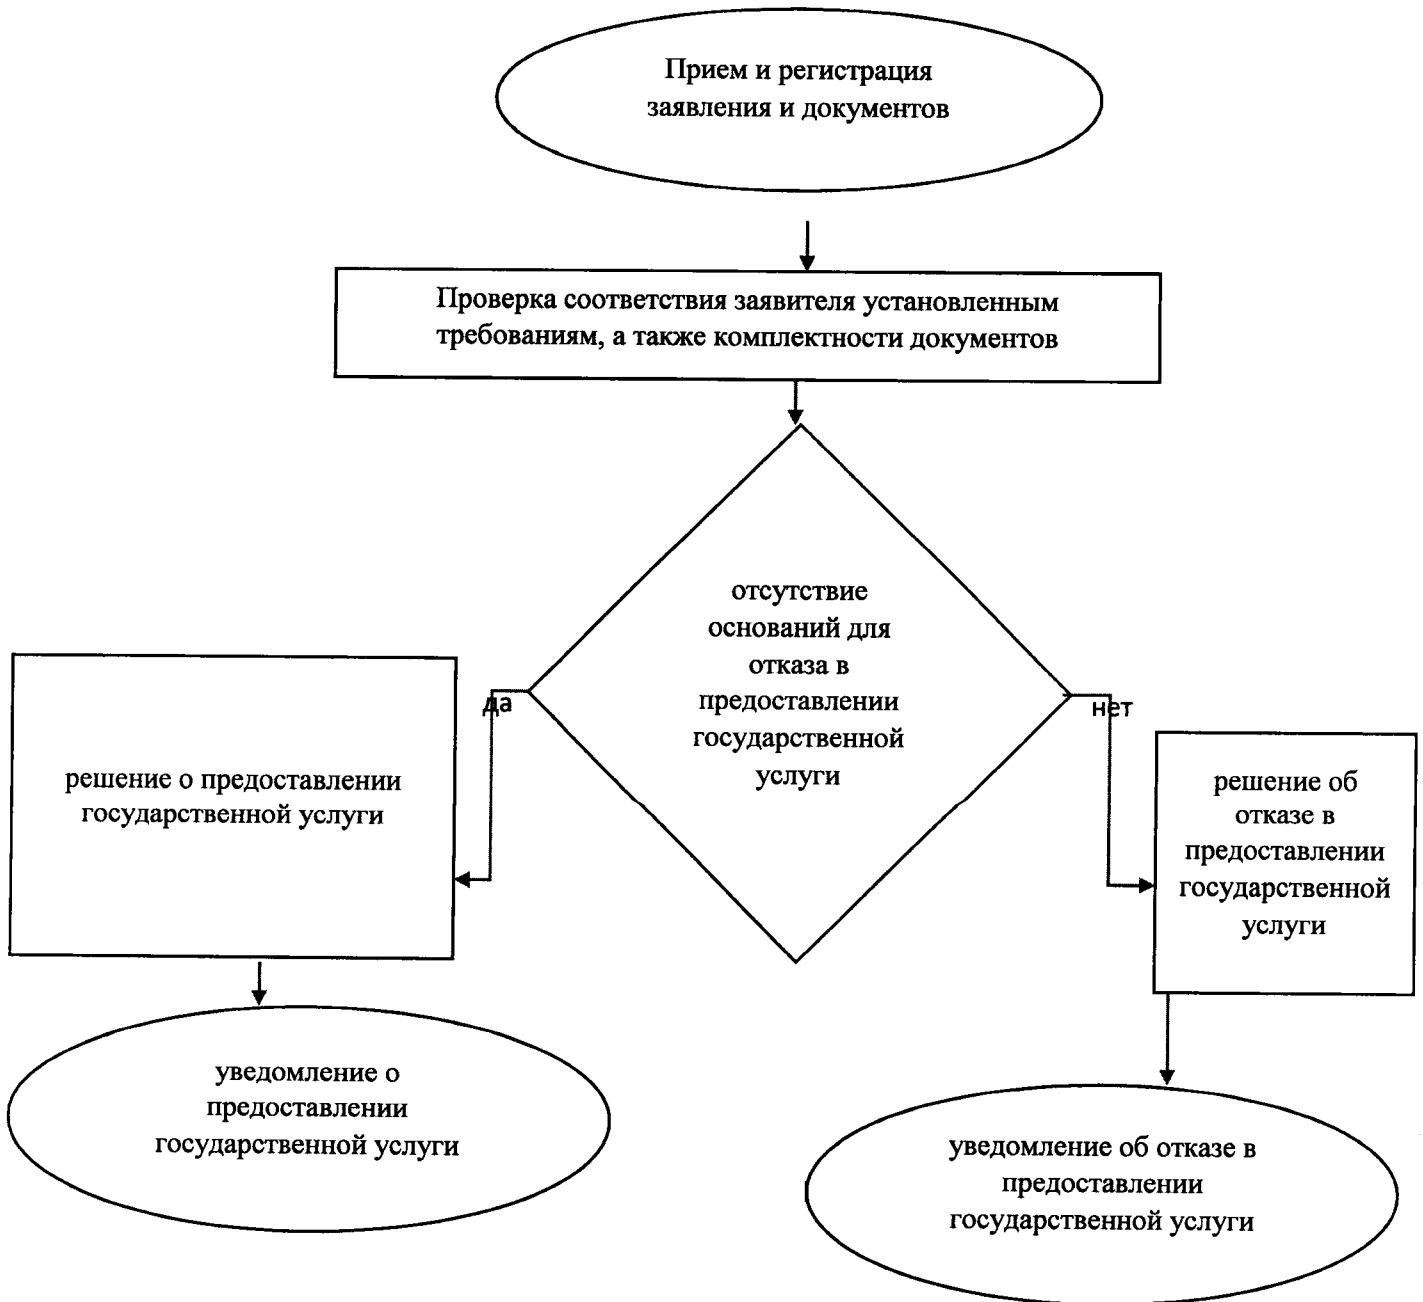 Прием и регистрация
заявления и документов
Проверка соответствия заявителя установленным
требованиям, а также комплектности документов
отсутствие
оснований для
отказа в
предоставлении
государственной
услуги
да
нет
решение о предоставлении
государственной услуги
решение об
отказе в
предоставлении
государственной
услуги
уведомление о
предоставлении
государственной услуги
уведомление об отказе в
предоставлении
государственной услуги